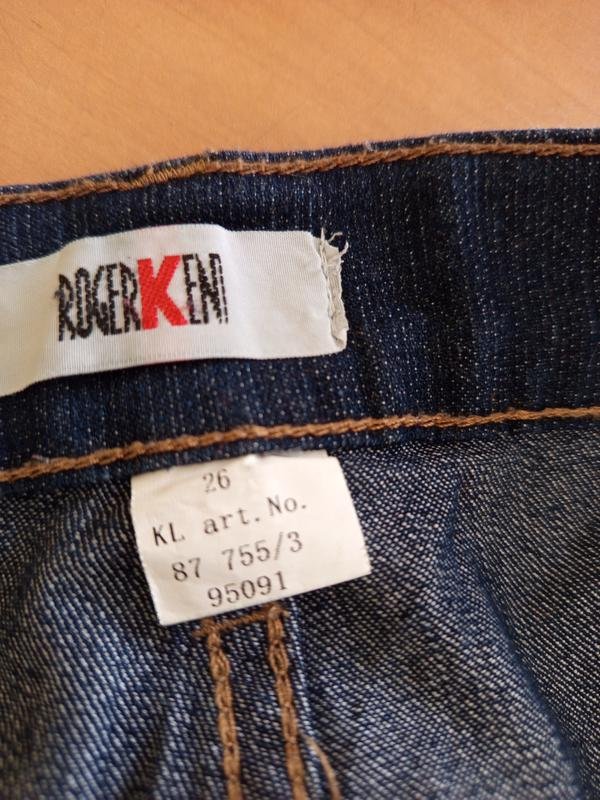 ROGERKENT
26
KL art.No.
87 755/3
95091